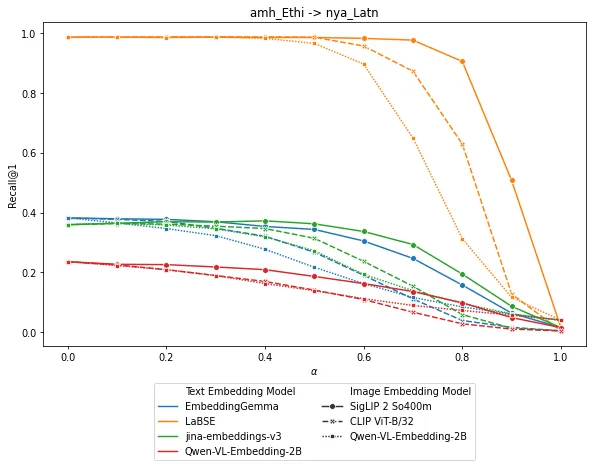 amh_Ethi -> nya_Latn
1.0
0.8
0.6
0.4
0.2
0.0
Recall@1
0.0 0.2 0.4 0.6 0.8 1.0
α
Text Embedding Model Image Embedding Model
EmbeddingGemma SigLIP 2 So400m
LaBSE CLIP ViT-B/32
jina-embeddings-v3 Qwen-VL-Embedding-2B
Qwen-VL-Embedding-2B